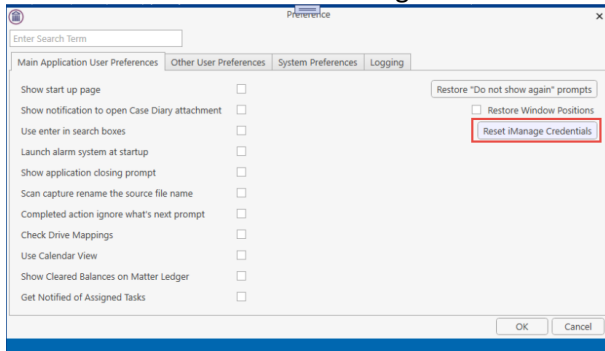 Preference
Enter Search Term
Main Application User Preferences Other User Preferences System Preferences Logging
Show start up page
Restore "Do not show again" prompts
Show notification to open Case Diary attachment
Restore Window Positions
Use enter in search boxes
Reset iManage Credentials
Launch alarm system at startup
Show application closing prompt
Scan capture rename the source file name
Completed action ignore what's next prompt
Check Drive Mappings
Use Calendar View
Show Cleared Balances on Matter Ledger
Get Notified of Assigned Tasks
OK Cancel